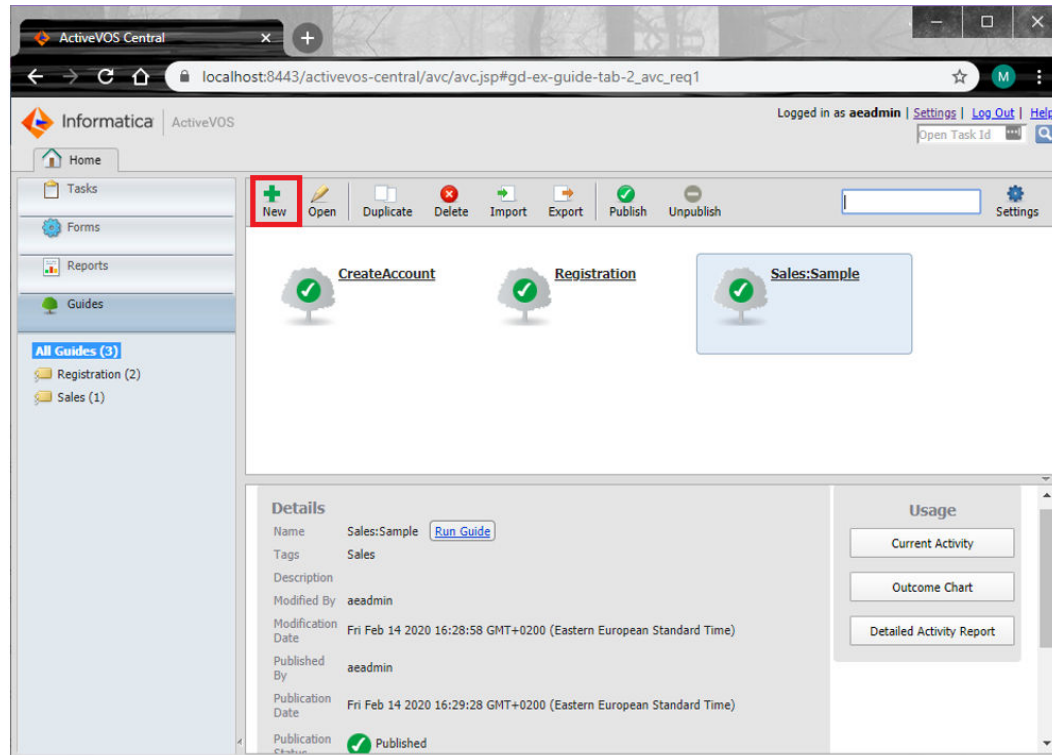 ActiveVOS Central
localhost:8443/activevos-central/avc/avc.jsp#gd-ex-guide-tab-2_avc_req1
M
Informatica ActiveVOS
Logged in as aeadmin | Settings | Log Out | Help
Open Task Id
Home
Tasks
Forms
Reports
Guides
All Guides (3)
Registration (2)
Sales (1)
New Open Duplicate Delete Import Export Publish Unpublish Settings
CreateAccount Registration Sales:Sample
Details
Name Sales:Sample Run Guide
Tags Sales
Description
Modified By aeadmin
Modification
Date Fri Feb 14 2020 16:28:58 GMT+0200 (Eastern European Standard Time)
Published
By aeadmin
Publication
Date Fri Feb 14 2020 16:29:28 GMT+0200 (Eastern European Standard Time)
Publication
Status Published
Usage
Current Activity
Outcome Chart
Detailed Activity Report